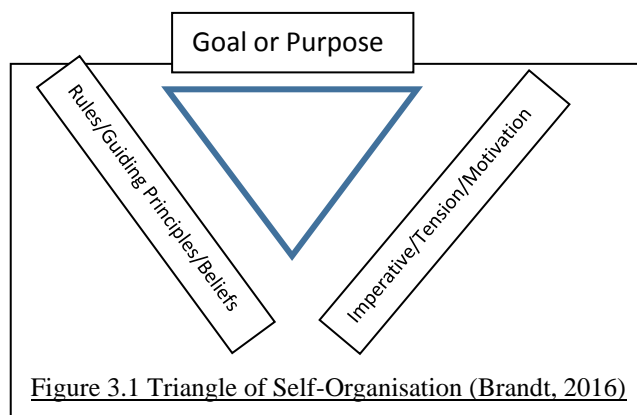 Goal or Purpose
Rules/Guiding Principles/Beliefs
Imperative/Tension/Motivation
Figure 3.1 Triangle of Self-Organisation (Brandt, 2016)